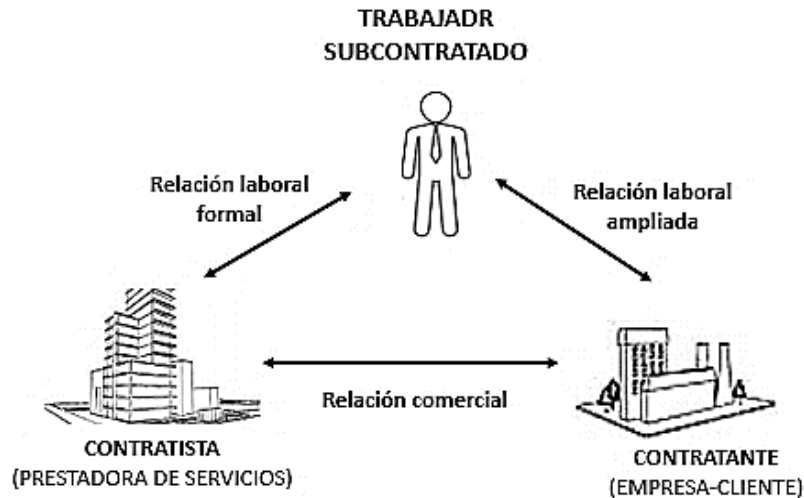 TRABAJADR
SUBCONTRATADO
Relación laboral
formal
Relación laboral
ampliada
Relación comercial
CONTRATISTA
(PRESTADORA DE SERVICIOS)
CONTRATANTE
(EMPRESA-CLIENTE)